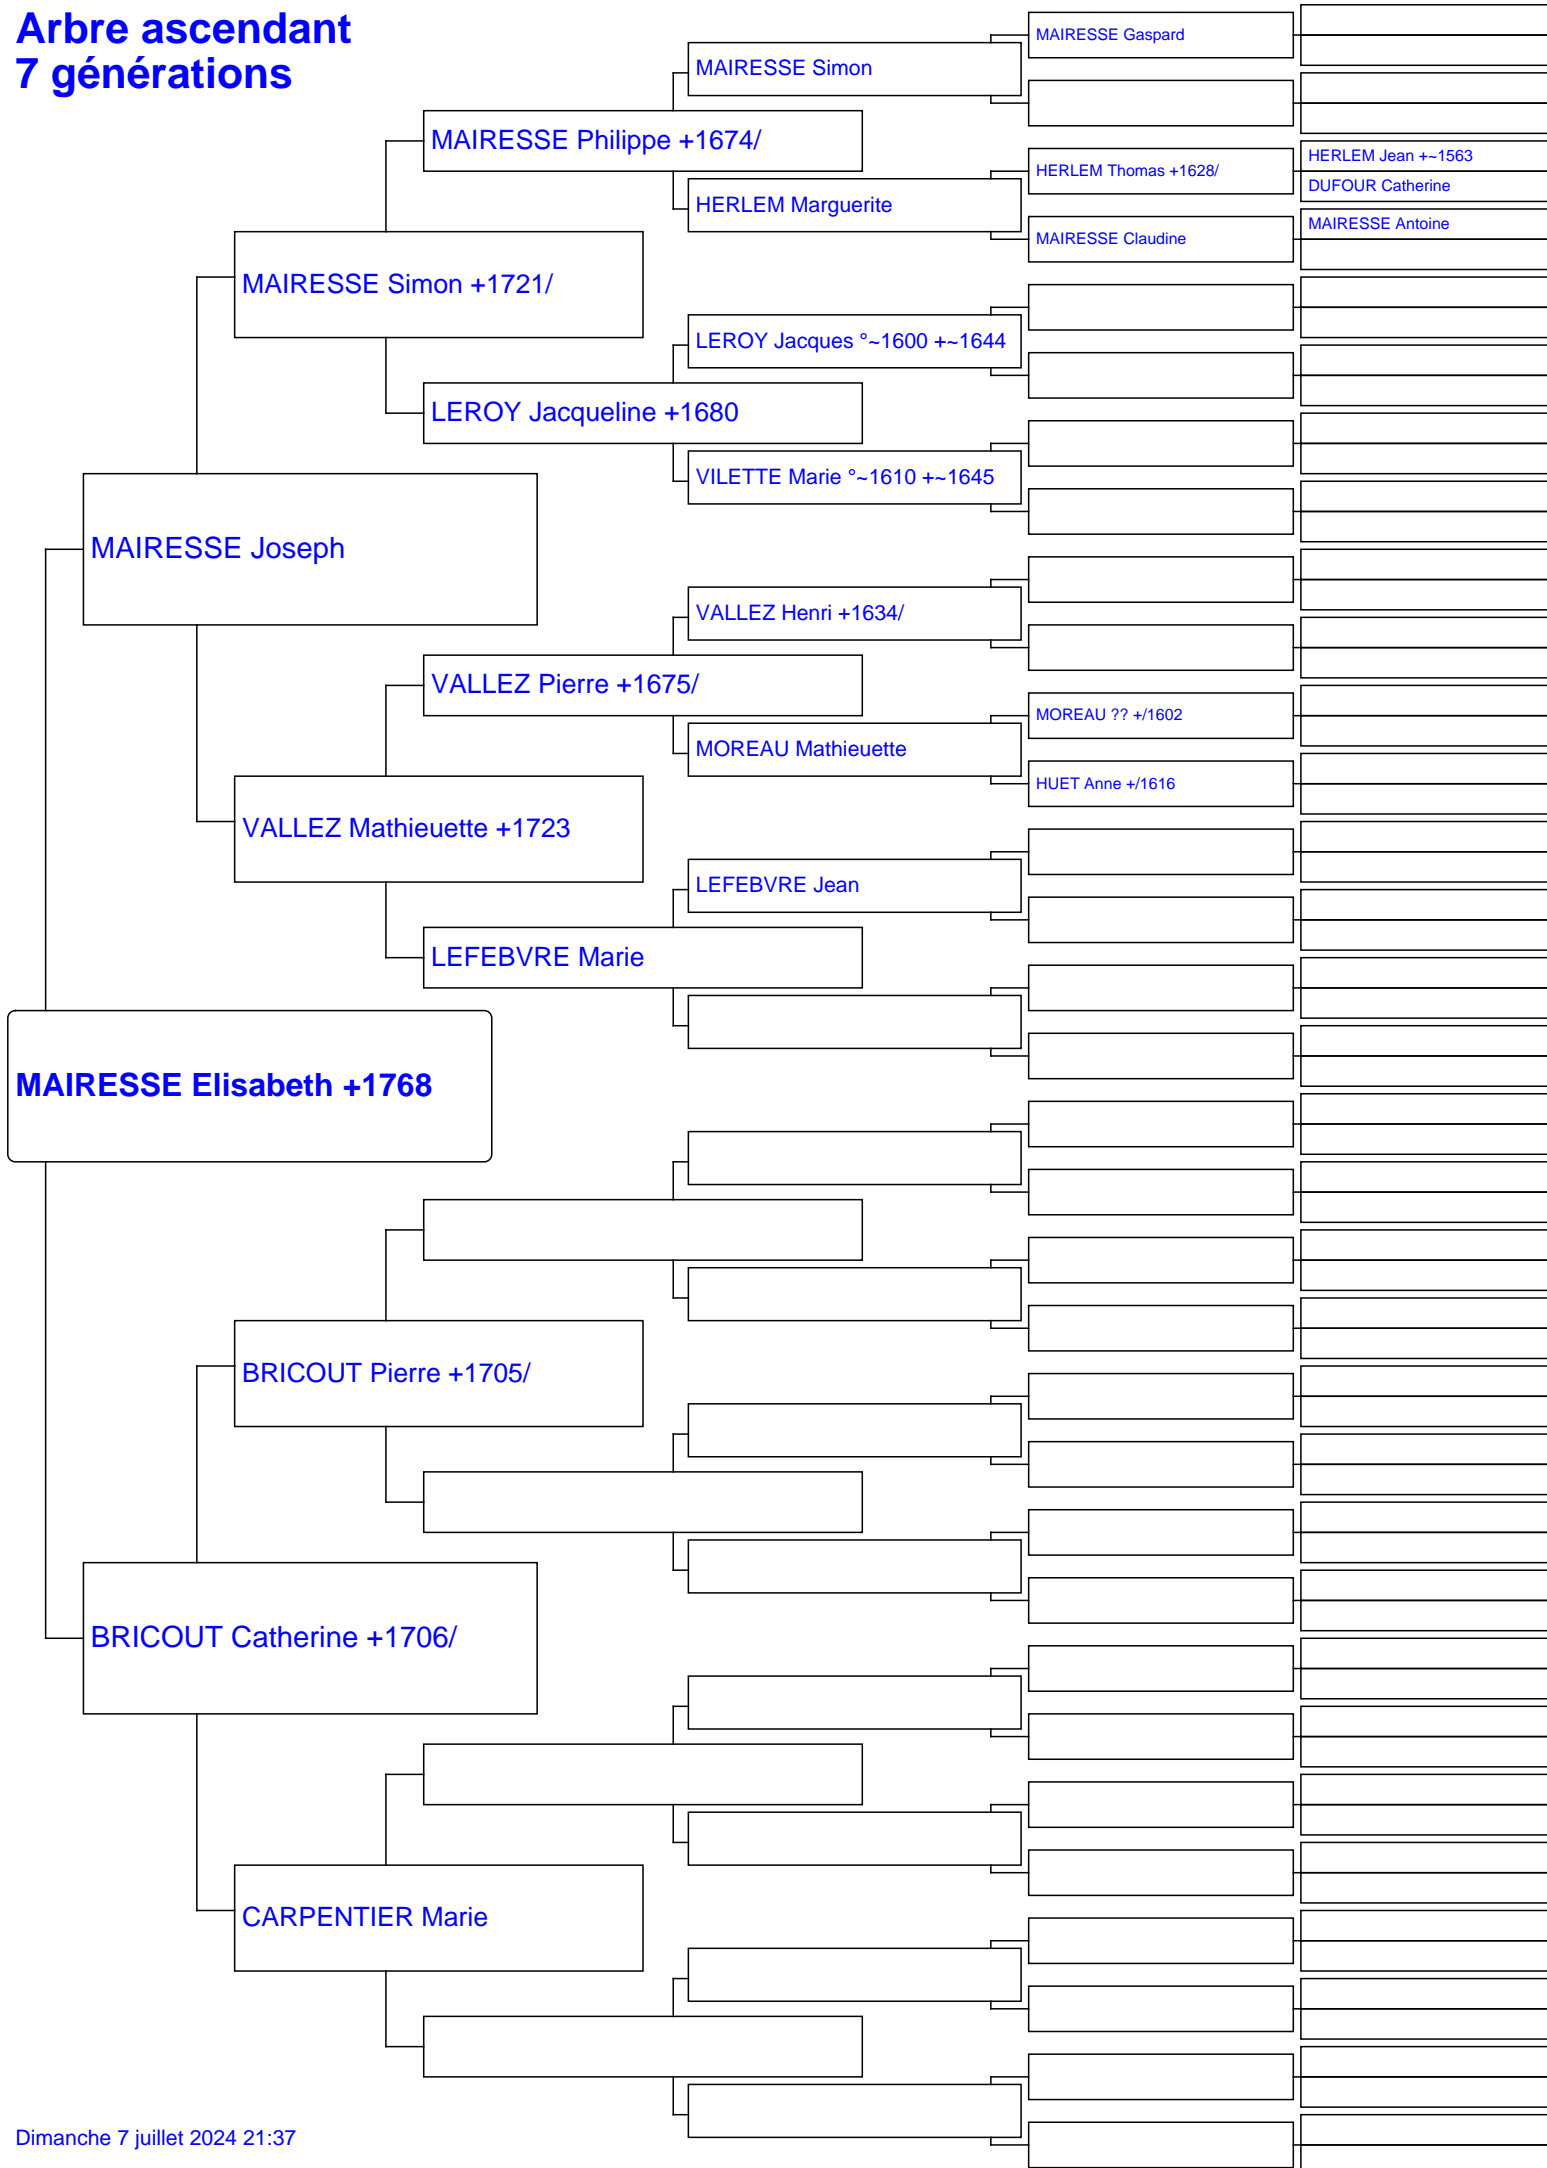 Arbre ascendant
7 générations
MAIRESSE Gaspard
MAIRESSE Simon
MAIRESSE Philippe +1674/
HERLEM Jean +~1563
HERLEM Thomas +1628/
DUFOUR Catherine
HERLEM Marguerite
MAIRESSE Antoine
MAIRESSE Claudine
MAIRESSE Simon +1721/
LEROY Jacques °~1600 +~1644
LEROY Jacqueline +1680
VILETTE Marie °~1610 +~1645
MAIRESSE Joseph
VALLEZ Henri +1634/
VALLEZ Pierre +1675/
MOREAU ?? +/1602
MOREAU Mathieuette
HUET Anne +/1616
VALLEZ Mathieuette +1723
LEFEBVRE Jean
LEFEBVRE Marie
MAIRESSE Elisabeth +1768
BRICOUT Pierre +1705/
BRICOUT Catherine +1706/
CARPENTIER Marie
Dimanche 7 juillet 2024 21:37